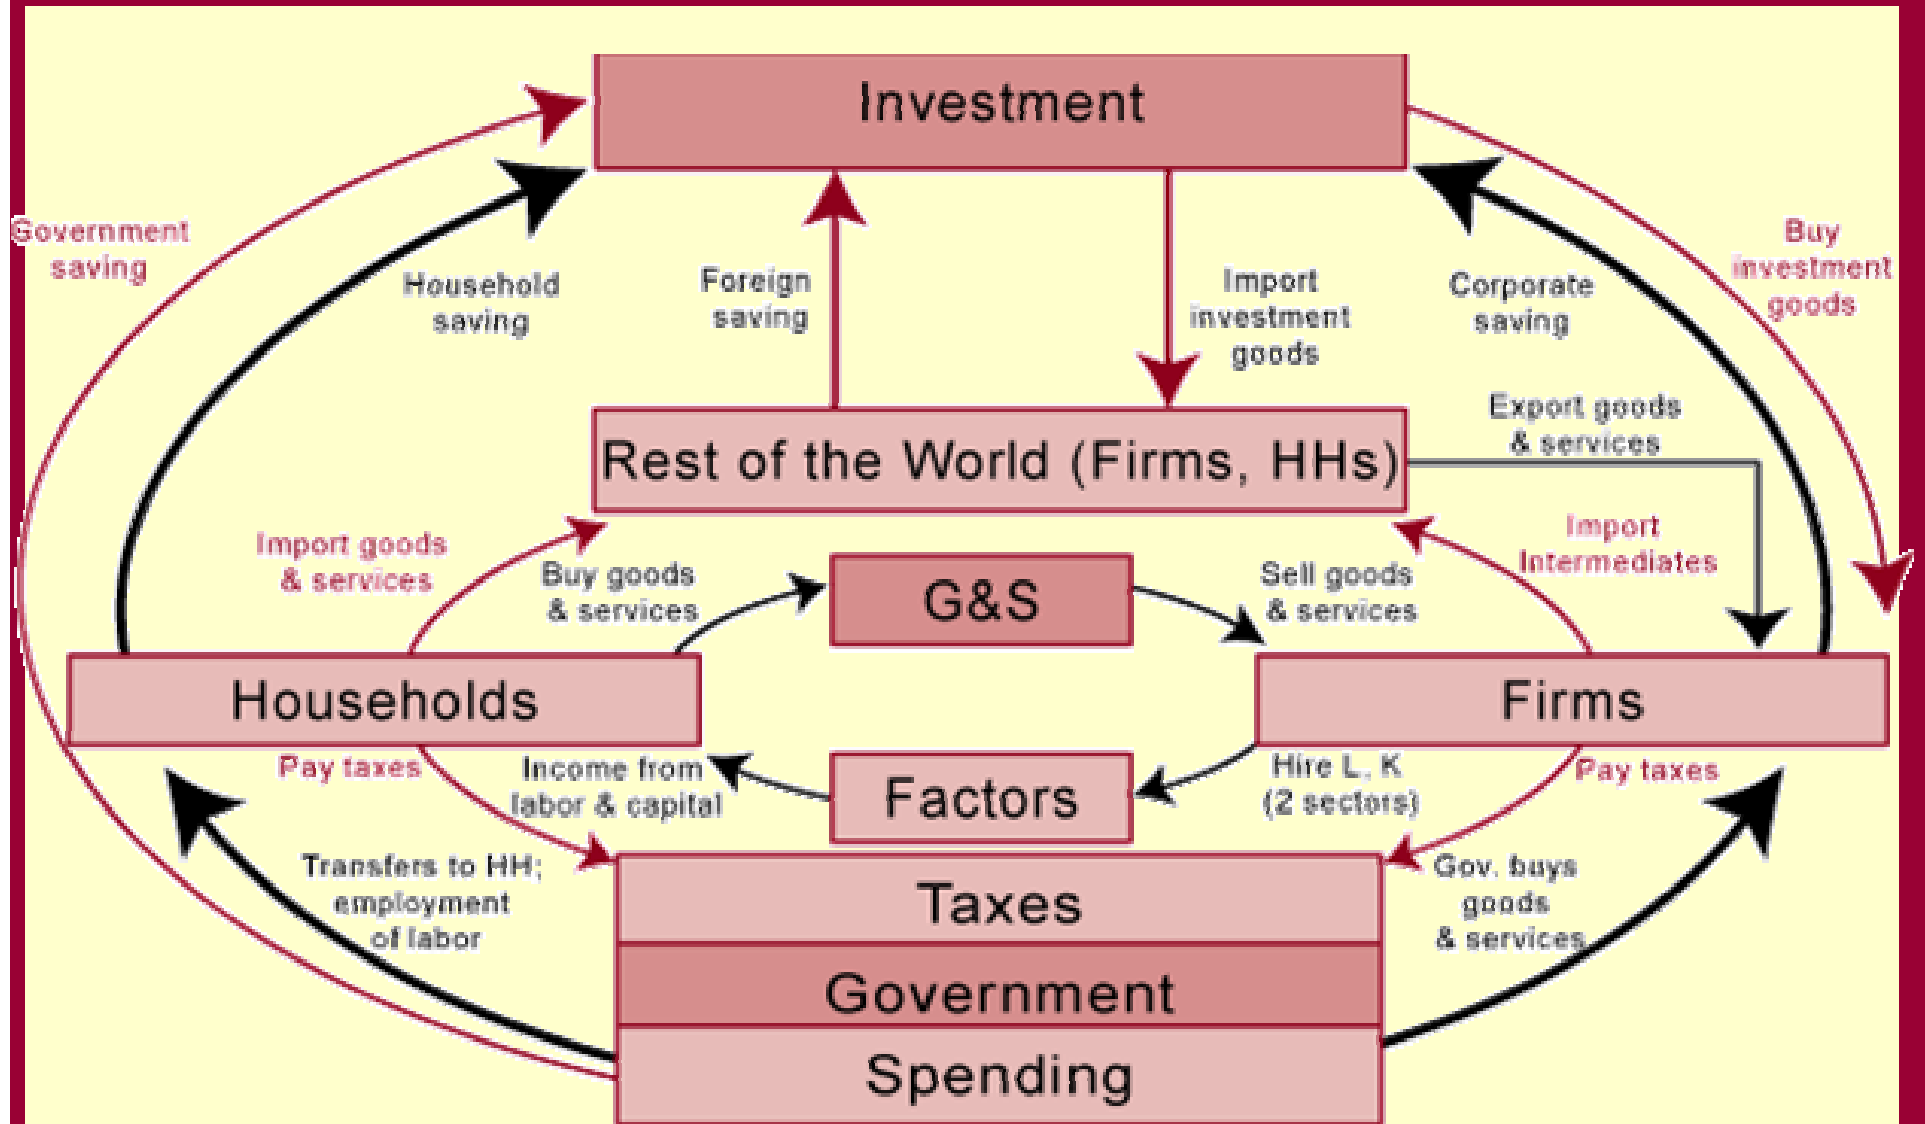 Investment
Government
saving
Household
saving
Foreign
saving
Import
investment
goods
Corporate
saving
Buy
investment
goods
Export goods
& services
Rest of the World (Firms, HHs)
Import goods
& services
Buy goods
& services
G&S
Sell goods
& services
Import
Intermediates
Households
Firms
Pay taxes
Income from
labor & capital
Factors
Hire L, K
(2 sectors)
Pay taxes
Transfers to HH;
employment
of labor
Taxes
Gov. buys
goods
& services
Government
Spending